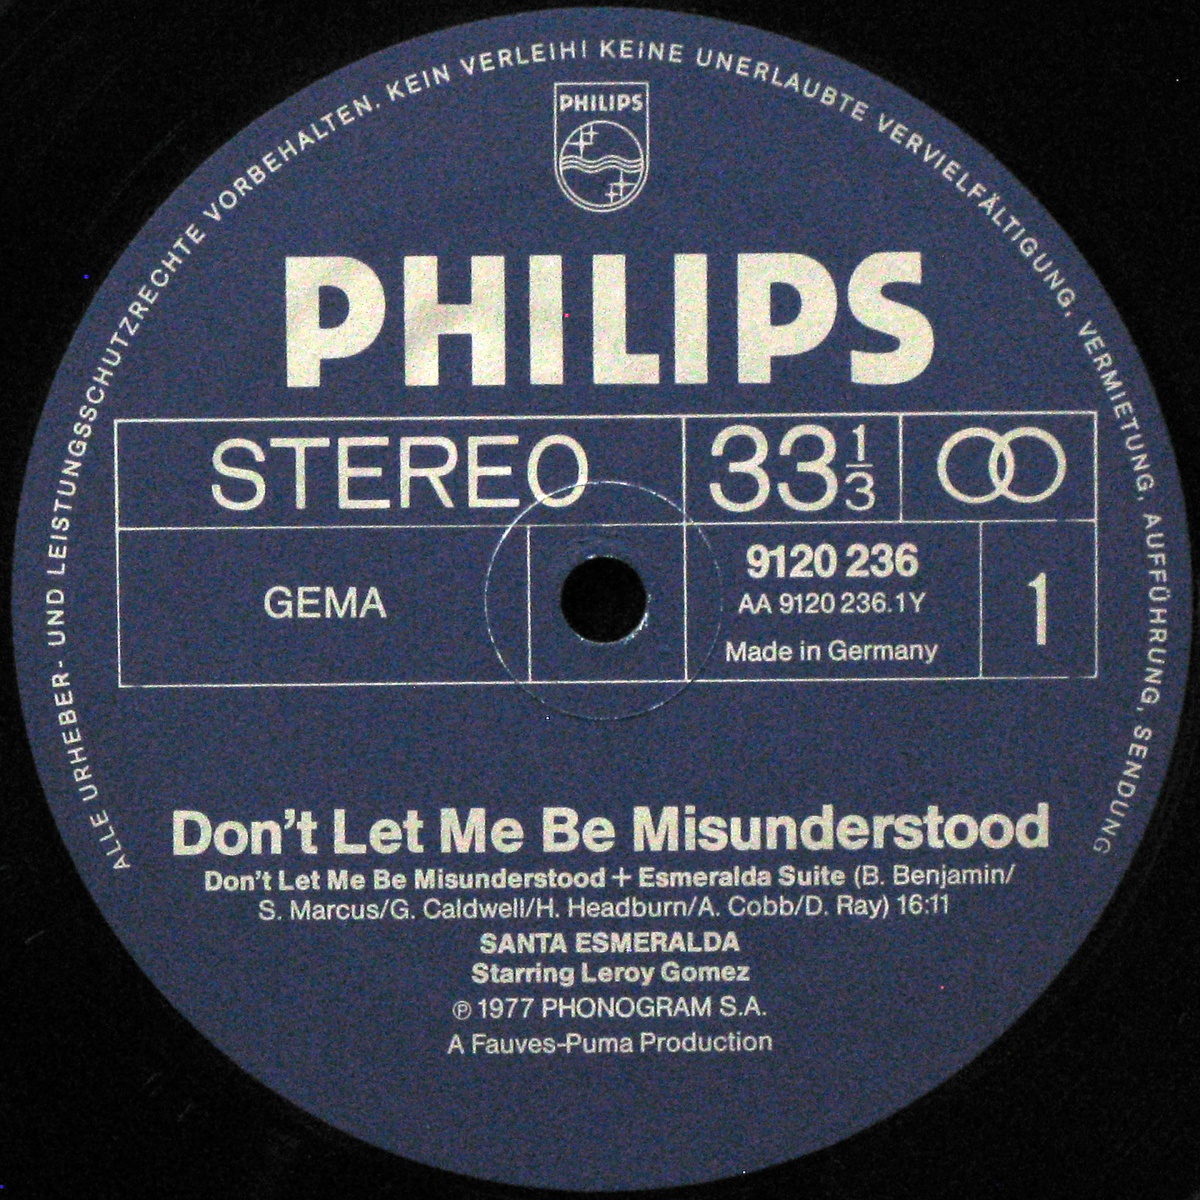 ALLE URHEBER- UND LEISTUNGSSCHUTZRECHTE VORBEHALTEN. KEIN VERLEIH! KEINE UNERLAUBTE VERVIELFÄLTIGUNG, VERMIETUNG, AUFFÜHRUNG, SENDUNG
PHILIPS
PHILIPS
STEREO 33 1/3
GEMA
9120 236
AA 9120 236.1Y
Made in Germany
1
Don't Let Me Be Misunderstood
Don't Let Me Be Misunderstood + Esmeralda Suite (B. Benjamin/
S. Marcus/G. Caldwell/H. Headburn/A. Cobb/D. Ray) 16:11
SANTA ESMERALDA
Starring Leroy Gomez
℗ 1977 PHONOGRAM S.A.
A Fauves-Puma Production